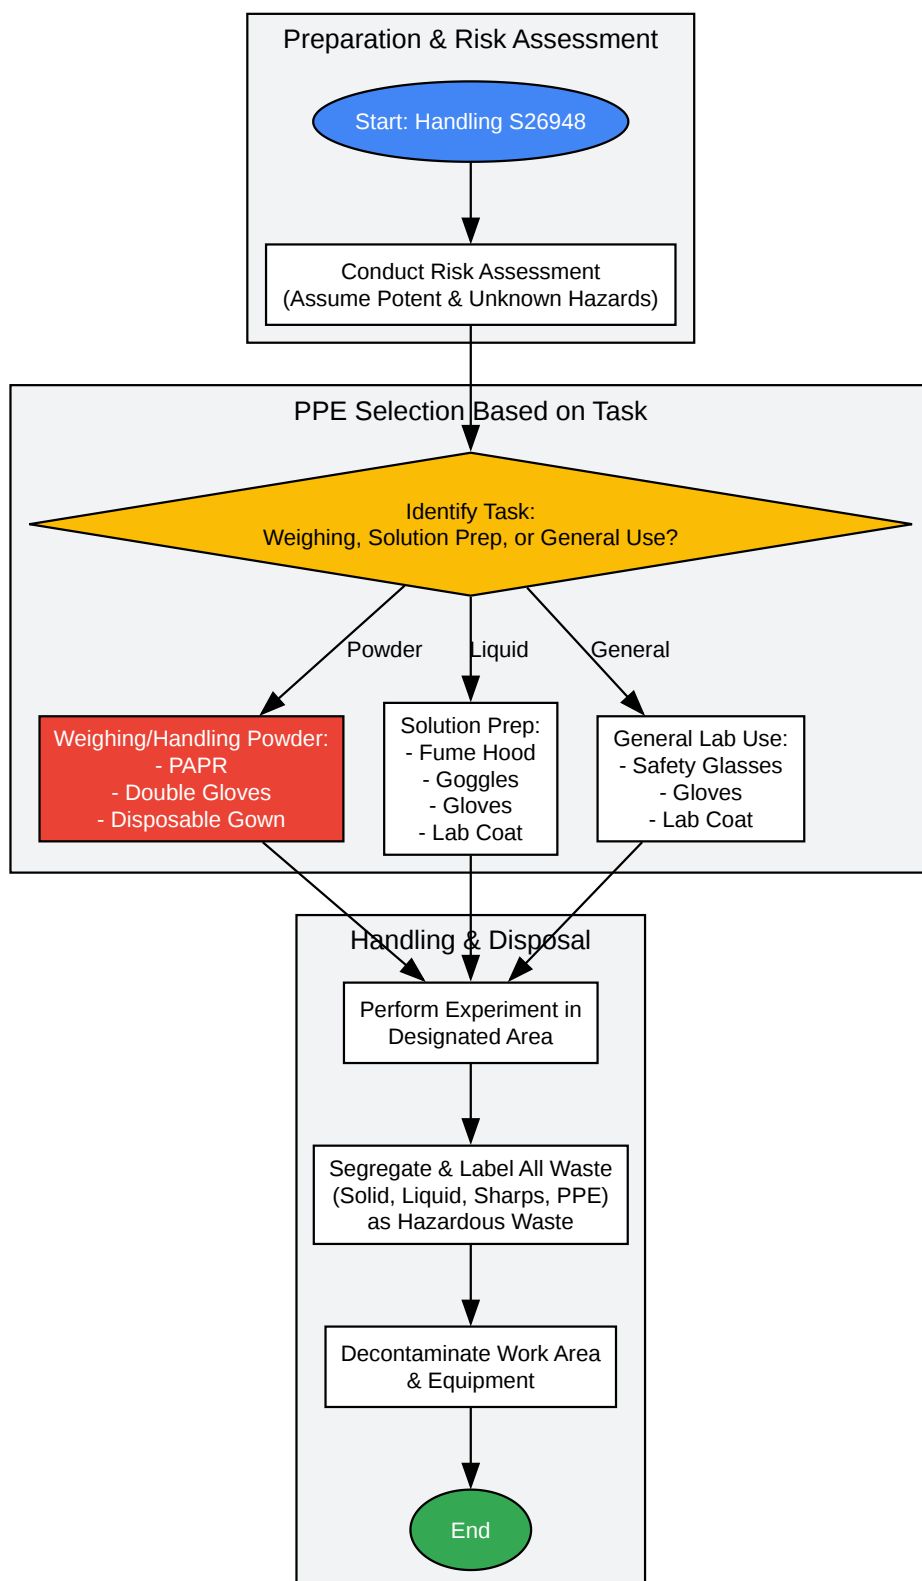 Preparation & Risk Assessment
Start: Handling S26948
Conduct Risk Assessment
(Assume Potent & Unknown Hazards)
PPE Selection Based on Task
Identify Task:
Weighing, Solution Prep, or General Use?
Powder
Liquid
General
Weighing/Handling Powder:
- PAPR
- Double Gloves
- Disposable Gown
Solution Prep:
- Fume Hood
- Goggles
- Gloves
- Lab Coat
General Lab Use:
- Safety Glasses
- Gloves
- Lab Coat
Handling & Disposal
Perform Experiment in
Designated Area
Segregate & Label All Waste
(Solid, Liquid, Sharps, PPE)
as Hazardous Waste
Decontaminate Work Area
& Equipment
End